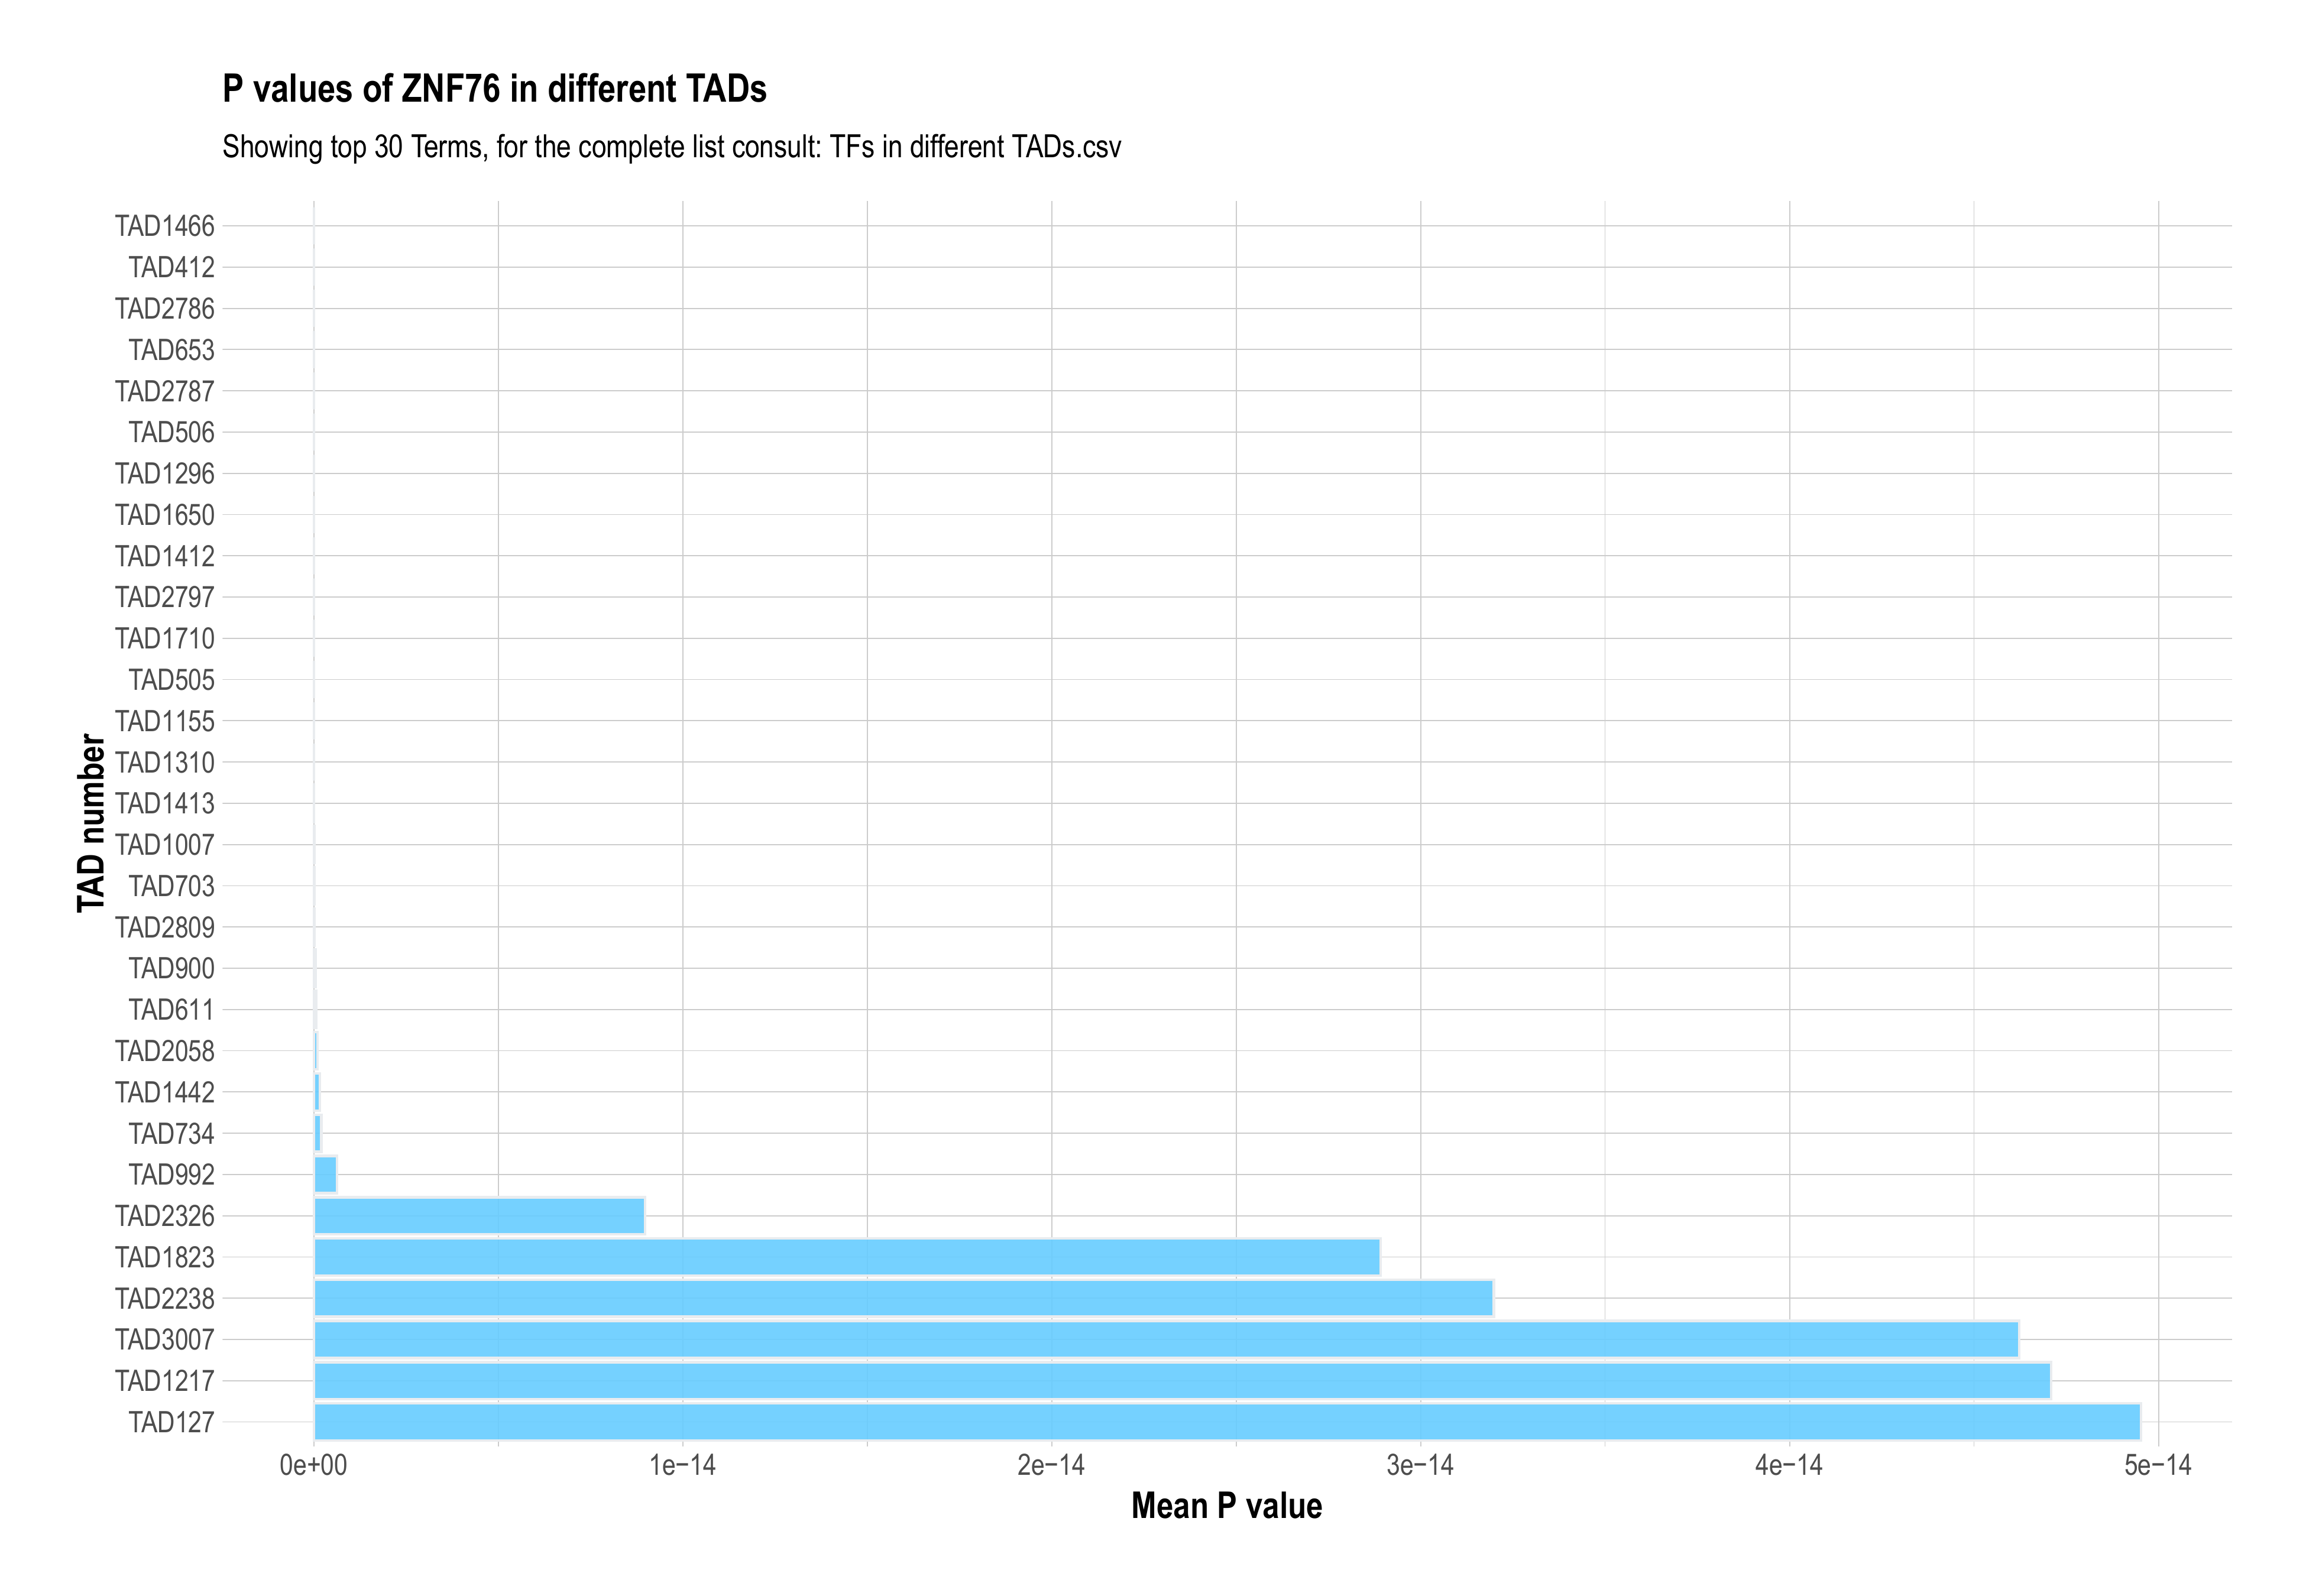 P values of ZNF76 in different TADs
Showing top 30 Terms, for the complete list consult: TFs in different TADs.csv
TAD number
TAD1466
TAD412
TAD2786
TAD653
TAD2787
TAD506
TAD1296
TAD1650
TAD1412
TAD2797
TAD1710
TAD505
TAD1155
TAD1310
TAD1413
TAD1007
TAD703
TAD2809
TAD900
TAD611
TAD2058
TAD1442
TAD734
TAD992
TAD2326
TAD1823
TAD2238
TAD3007
TAD1217
TAD127
0e+00 1e−14 2e−14 3e−14 4e−14 5e−14
Mean P value